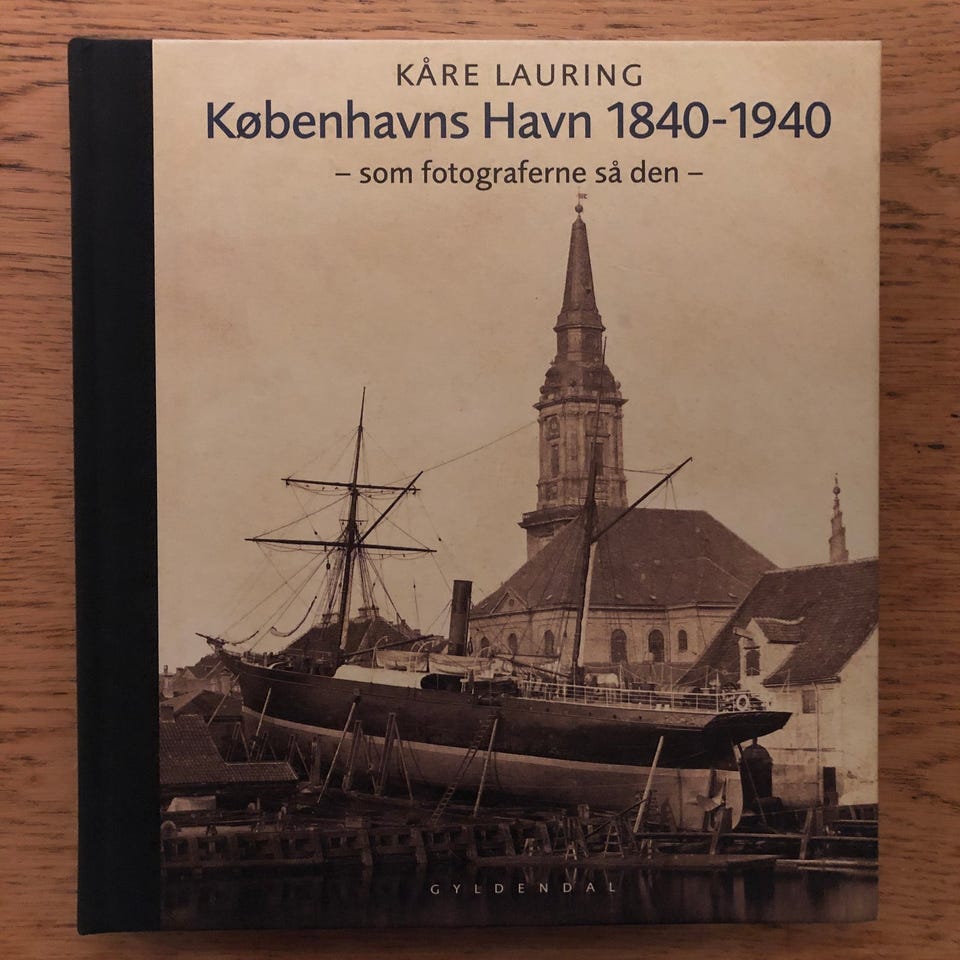 KÅRE LAURING
Københavns Havn 1840-1940
– som fotograferne så den –
GYLDENDAL